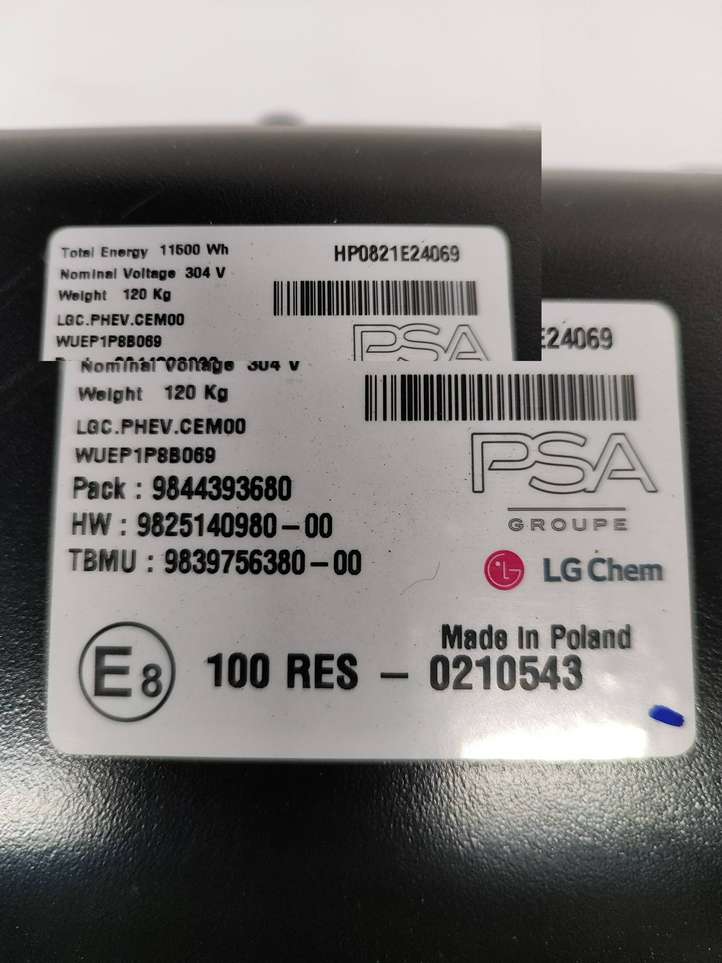 Total Energy 11500 Wh
HP0821E24069
Nominal Voltage 304 V
Weight 120 Kg
LGC.PHEV.CEM00
WUEP1P8B069
PSA
E24069
Nominal Voltage 304 V
Weight 120 Kg
LGC.PHEV.CEM00
WUEP1P8B069
PSA
GROUPE
Pack : 9844393680
HW : 9825140980-00
TBMU : 9839756380-00
LG Chem
Made In Poland
E8 100 RES - 0210543